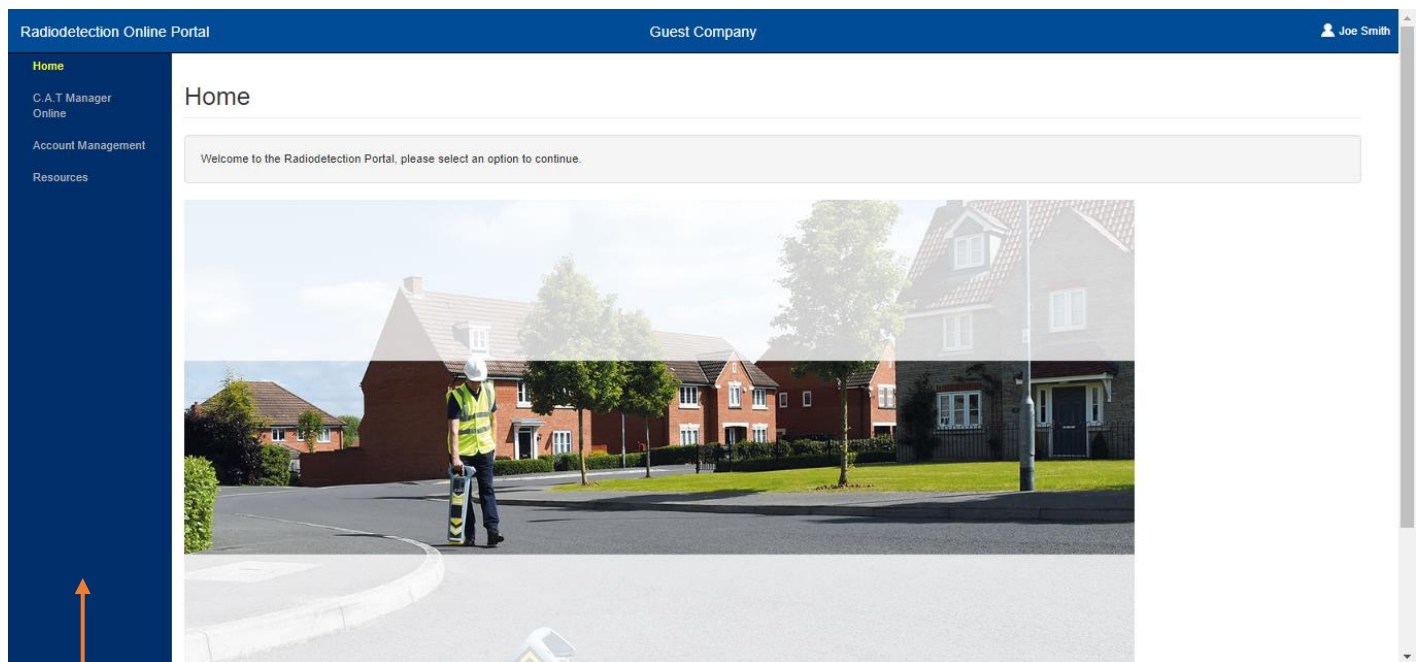 Radiodetection Online Portal
Guest Company
Joe Smith
Home
C.A.T Manager
Online
Account Management
Resources
Home
Welcome to the Radiodetection Portal, please select an option to continue.